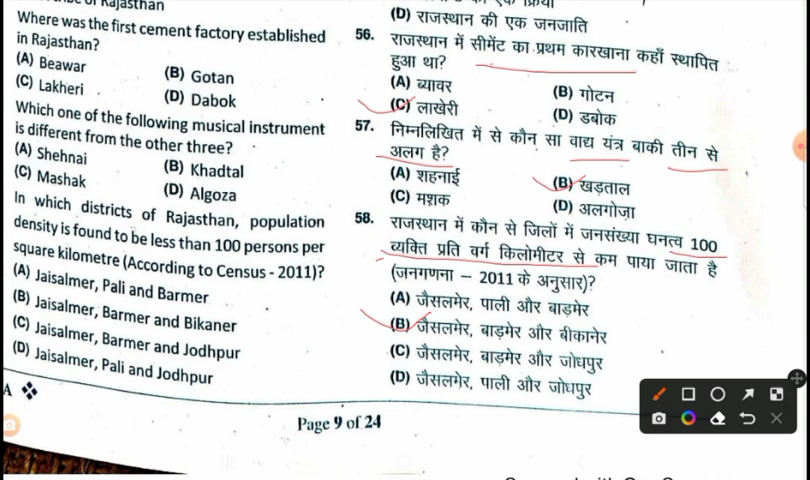 Rajasthan
Where was the first cement factory established
in Rajasthan?
(A) Beawar
(B) Gotan
(C) Lakheri
(D) Dabok
Which one of the following musical instrument
is different from the other three?
(A) Shehnai
(B) Khadtal
(C) Mashak
(D) Algoza
In which districts of Rajasthan, population
density is found to be less than 100 persons per
square kilometre (According to Census - 2011)?
(A) Jaisalmer, Pali and Barmer
(B) Jaisalmer, Barmer and Bikaner
(C) Jaisalmer, Barmer and Jodhpur
(D) Jaisalmer, Pali and Jodhpur
(D) राजस्थान की एक जनजाति
56. राजस्थान में सीमेंट का प्रथम कारखाना कहाँ स्थापित
हुआ था?
(A) ब्यावर
(B) गोटन
(C) लाखेरी
(D) डबोक
57. निम्नलिखित में से कौन सा वाद्य यंत्र बाकी तीन से
अलग है?
(A) शहनाई
(B) खड़ताल
(C) मशक
(D) अलगोज़ा
58. राजस्थान में कौन से जिलों में जनसंख्या घनत्व 100
व्यक्ति प्रति वर्ग किलोमीटर से कम पाया जाता है
(जनगणना – 2011 के अनुसार)?
(A) जैसलमेर, पाली और बाड़मेर
(B) जैसलमेर, बाड़मेर और बीकानेर
(C) जैसलमेर, बाड़मेर और जोधपुर
(D) जैसलमेर, पाली और जोधपुर
A
Page 9 of 24